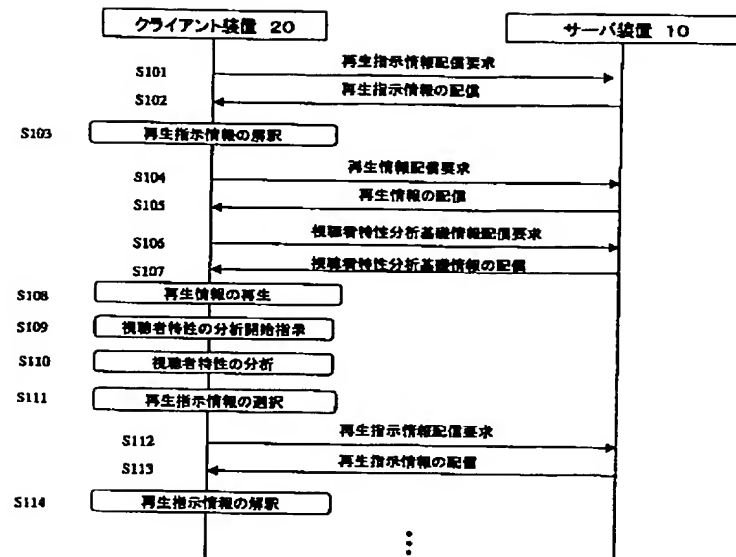 クライアント装置 20
サーバ装置 10
S101
再生指示情報配信要求
S102
再生指示情報の配信
S103
再生指示情報の解釈
S104
再生情報配信要求
S105
再生情報の配信
S106
視聴者特性分析基礎情報配信要求
S107
視聴者特性分析基礎情報の配信
S108
再生情報の再生
S109
視聴者特性の分析開始指示
S110
視聴者特性の分析
S111
再生指示情報の選択
S112
再生指示情報配信要求
S113
再生指示情報の配信
S114
再生指示情報の解釈